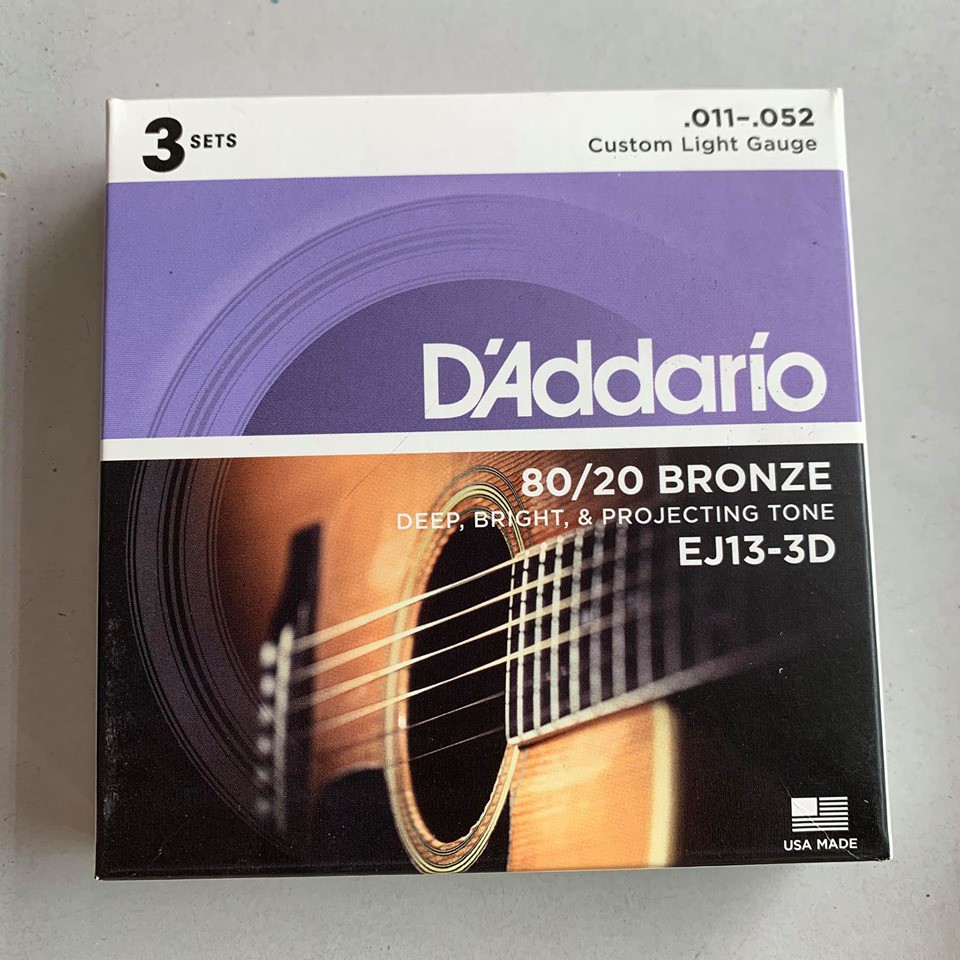 3 SETS
.011–.052
Custom Light Gauge
D'Addario
80/20 BRONZE
DEEP, BRIGHT, & PROJECTING TONE
EJ13-3D
USA MADE